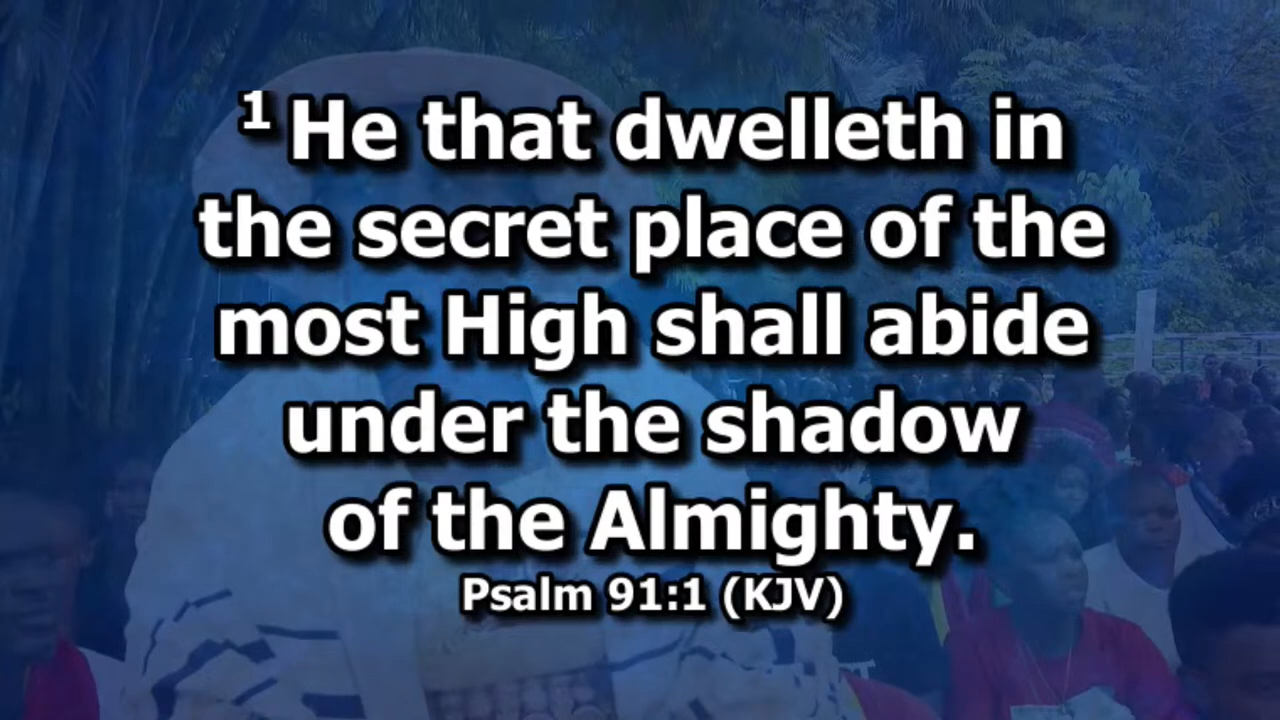 1 He that dwelleth in
the secret place of the
most High shall abide
under the shadow
of the Almighty.
Psalm 91:1 (KJV)